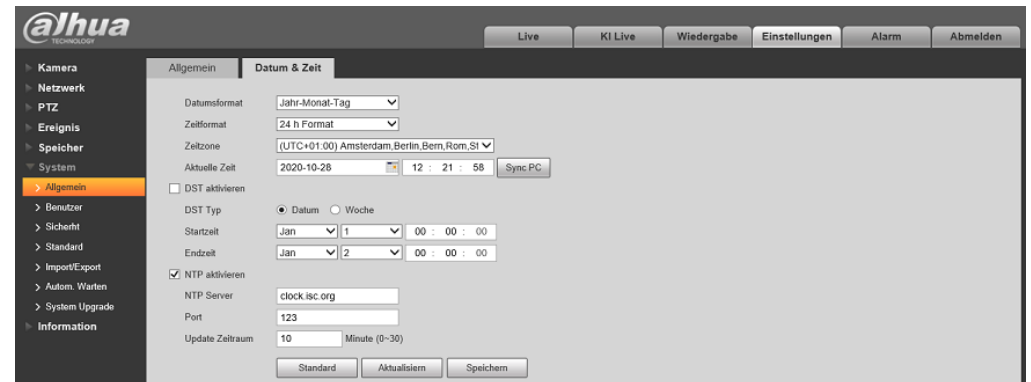 alhua
TECHNOLOGY
Live KI Live Wiedergabe Einstellungen Alarm Abmelden
Kamera
Netzwerk
PTZ
Ereignis
Speicher
System
Allgemein
Benutzer
Sicherht
Standard
Import/Export
Autom. Warten
System Upgrade
Information
Allgemein Datum & Zeit
Datumsformat Jahr-Monat-Tag
Zeitformat 24 h Format
Zeitzone (UTC+01:00) Amsterdam,Berlin,Bern,Rom,St
Aktuelle Zeit 2020-10-28 12 : 21 : 58 Sync PC
DST aktivieren
DST Typ Datum Woche
Startzeit Jan 1 00 : 00 : 00
Endzeit Jan 2 00 : 00 : 00
NTP aktivieren
NTP Server clock.isc.org
Port 123
Update Zeitraum 10 Minute (0~30)
Standard Aktualisiern Speichern